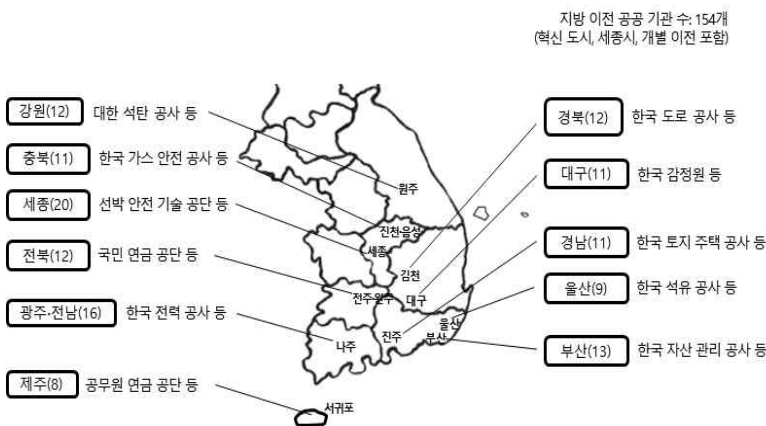 지방 이전 공공 기관 수: 154개
(혁신 도시, 세종시, 개별 이전 포함)
강원(12) 대한 석탄 공사 등
충북(11) 한국 가스 안전 공사 등
세종(20) 선박 안전 기술 공단 등
전북(12) 국민 연금 공단 등
광주·전남(16) 한국 전력 공사 등
제주(8) 공무원 연금 공단 등
원주
진천·음성
세종
김천
전주·완주
대구
울산
부산
진주
나주
서귀포
경북(12) 한국 도로 공사 등
대구(11) 한국 감정원 등
경남(11) 한국 토지 주택 공사 등
울산(9) 한국 석유 공사 등
부산(13) 한국 자산 관리 공사 등